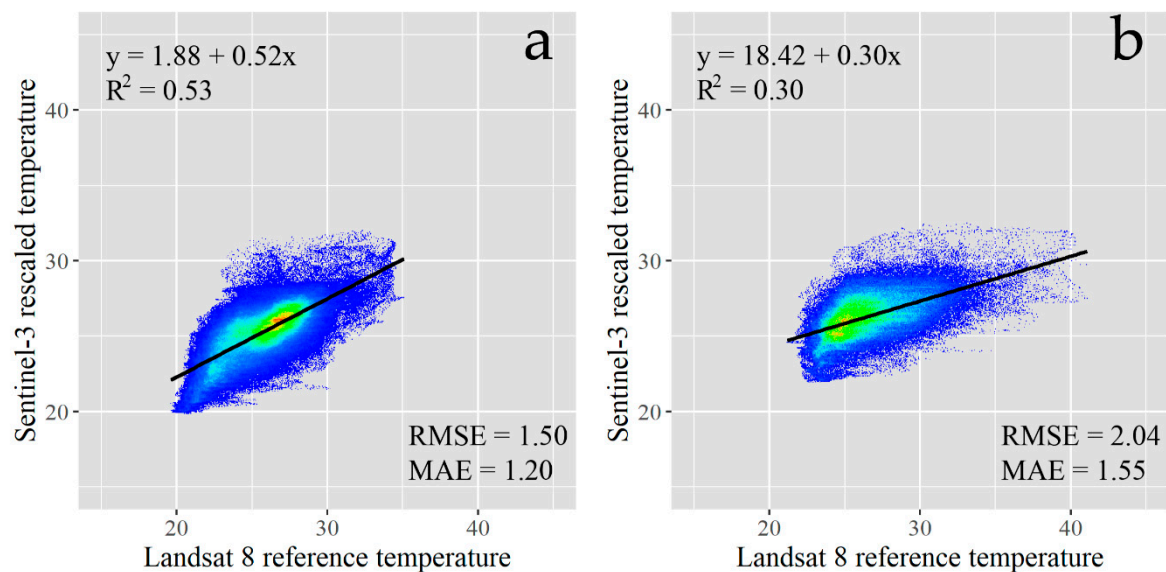 a
y = 1.88 + 0.52x
R² = 0.53
40
30
20
Sentinel-3 rescaled temperature
RMSE = 1.50
MAE = 1.20
20 30 40
Landsat 8 reference temperature
b
y = 18.42 + 0.30x
R² = 0.30
40
30
20
Sentinel-3 rescaled temperature
RMSE = 2.04
MAE = 1.55
20 30 40
Landsat 8 reference temperature